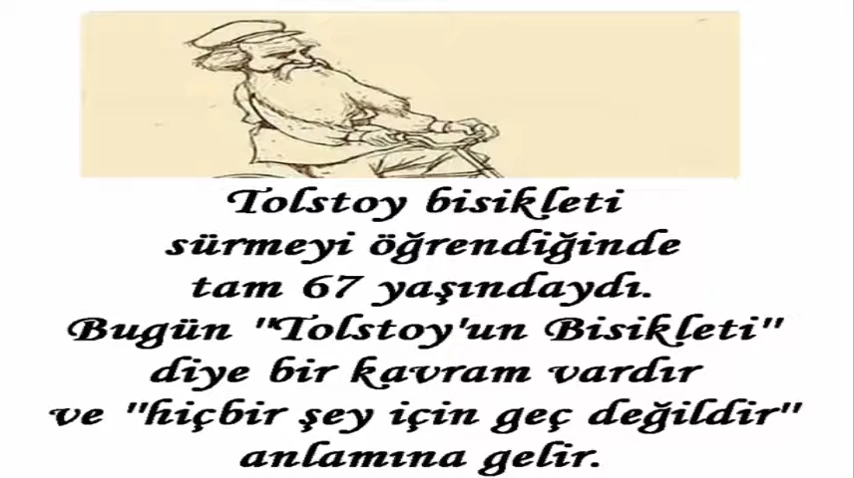 Tolstoy bisikleti
sürmeyi öğrendiğinde
tam 67 yaşındaydı.
Bugün "Tolstoy'un Bisikleti"
diye bir kavram vardır
ve "hiçbir şey için geç değildir"
anlamına gelir.